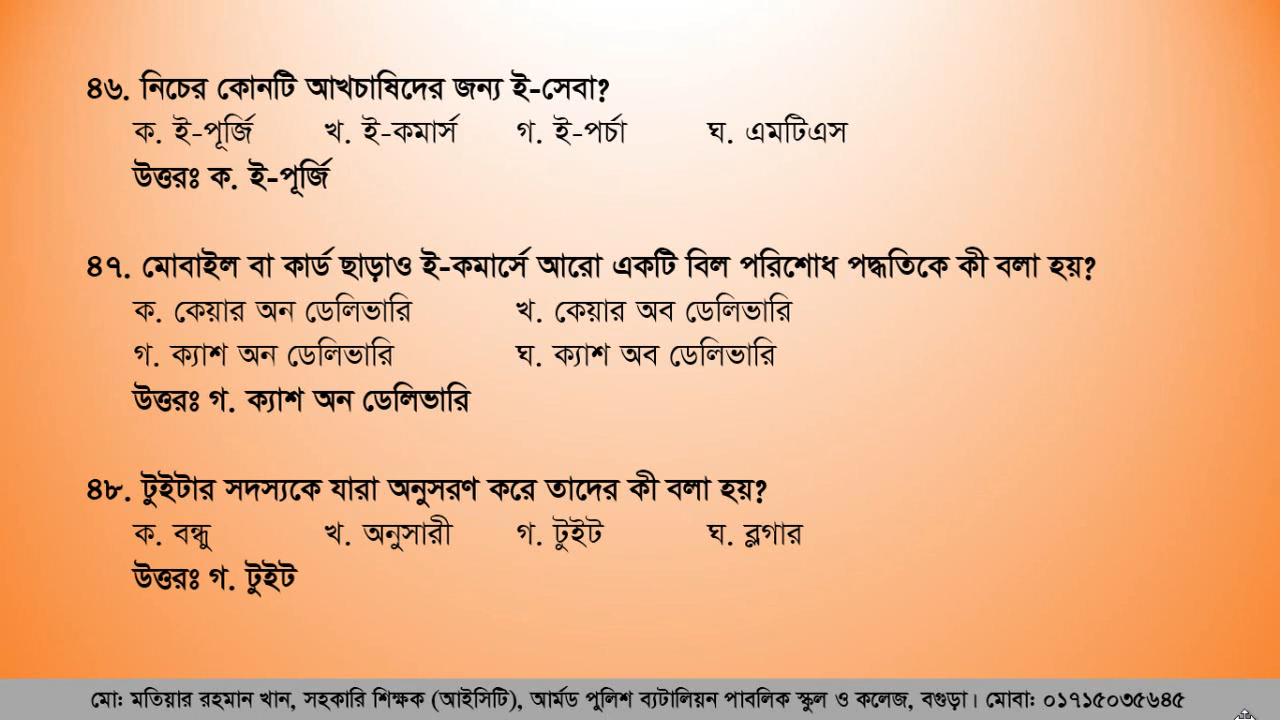 ৪৬. নিচের কোনটি আখচাষিদের জন্য ই-সেবা?
ক. ই-পূর্জি খ. ই-কমার্স গ. ই-পর্চা ঘ. এমটিএস
উত্তরঃ ক. ই-পূর্জি
৪৭. মোবাইল বা কার্ড ছাড়াও ই-কমার্সে আরো একটি বিল পরিশোধ পদ্ধতিকে কী বলা হয়?
ক. কেয়ার অন ডেলিভারি খ. কেয়ার অব ডেলিভারি
গ. ক্যাশ অন ডেলিভারি ঘ. ক্যাশ অব ডেলিভারি
উত্তরঃ গ. ক্যাশ অন ডেলিভারি
৪৮. টুইটার সদস্যকে যারা অনুসরণ করে তাদের কী বলা হয়?
ক. বন্ধু খ. অনুসারী গ. টুইট ঘ. ব্লগার
উত্তরঃ গ. টুইট
মো: মতিয়ার রহমান খান, সহকারি শিক্ষক (আইসিটি), আর্মড পুলিশ ব্যটালিয়ন পাবলিক স্কুল ও কলেজ, বগুড়া। মোবা: ০১৭১৫০৩৫৬৪৫